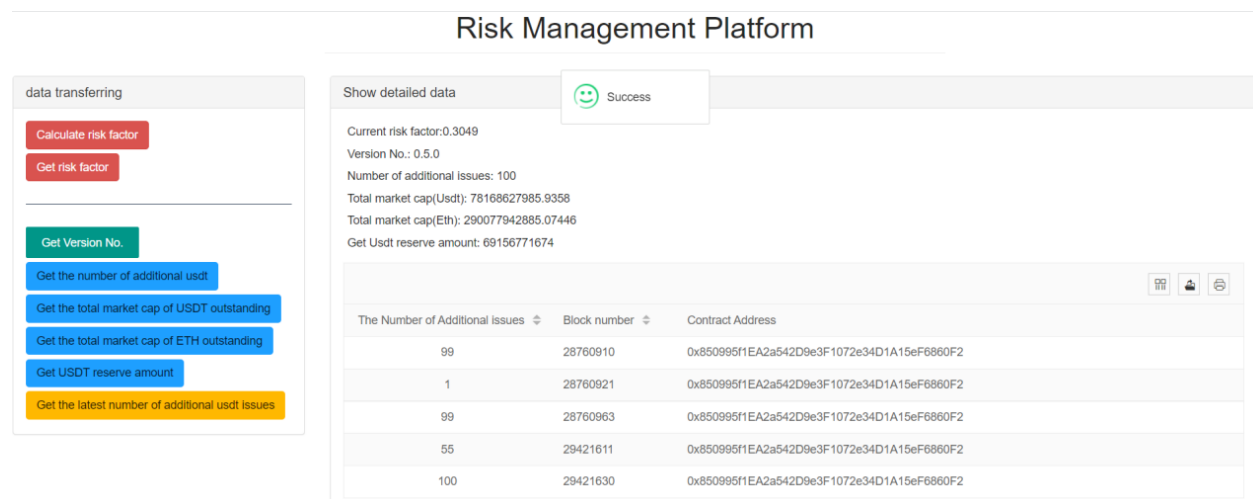 Risk Management Platform
data transferring
Calculate risk factor
Get risk factor
Get Version No.
Get the number of additional usdt
Get the total market cap of USDT outstanding
Get the total market cap of ETH outstanding
Get USDT reserve amount
Get the latest number of additional usdt issues
Show detailed data
Success
Current risk factor:0.3049
Version No.: 0.5.0
Number of additional issues: 100
Total market cap(Usdt): 78168627985.9358
Total market cap(Eth): 290077942885.07446
Get Usdt reserve amount: 69156771674
The Number of Additional issues Block number Contract Address
99 28760910 0x850995f1EA2a542D9e3F1072e34D1A15eF6860F2
1 28760921 0x850995f1EA2a542D9e3F1072e34D1A15eF6860F2
99 28760963 0x850995f1EA2a542D9e3F1072e34D1A15eF6860F2
55 29421611 0x850995f1EA2a542D9e3F1072e34D1A15eF6860F2
100 29421630 0x850995f1EA2a542D9e3F1072e34D1A15eF6860F2